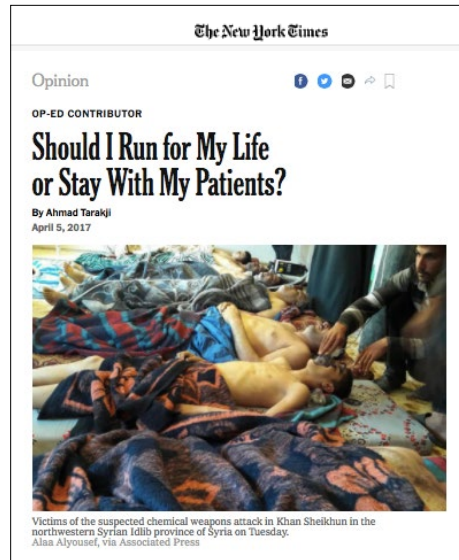 The New York Times
Opinion
OP-ED CONTRIBUTOR
Should I Run for My Life
or Stay With My Patients?
By Ahmad Tarakji
April 5, 2017
Victims of the suspected chemical weapons attack in Khan Sheikhun in the
northwestern Syrian Idlib province of Syria on Tuesday.
Alaa Alyousef, via Associated Press